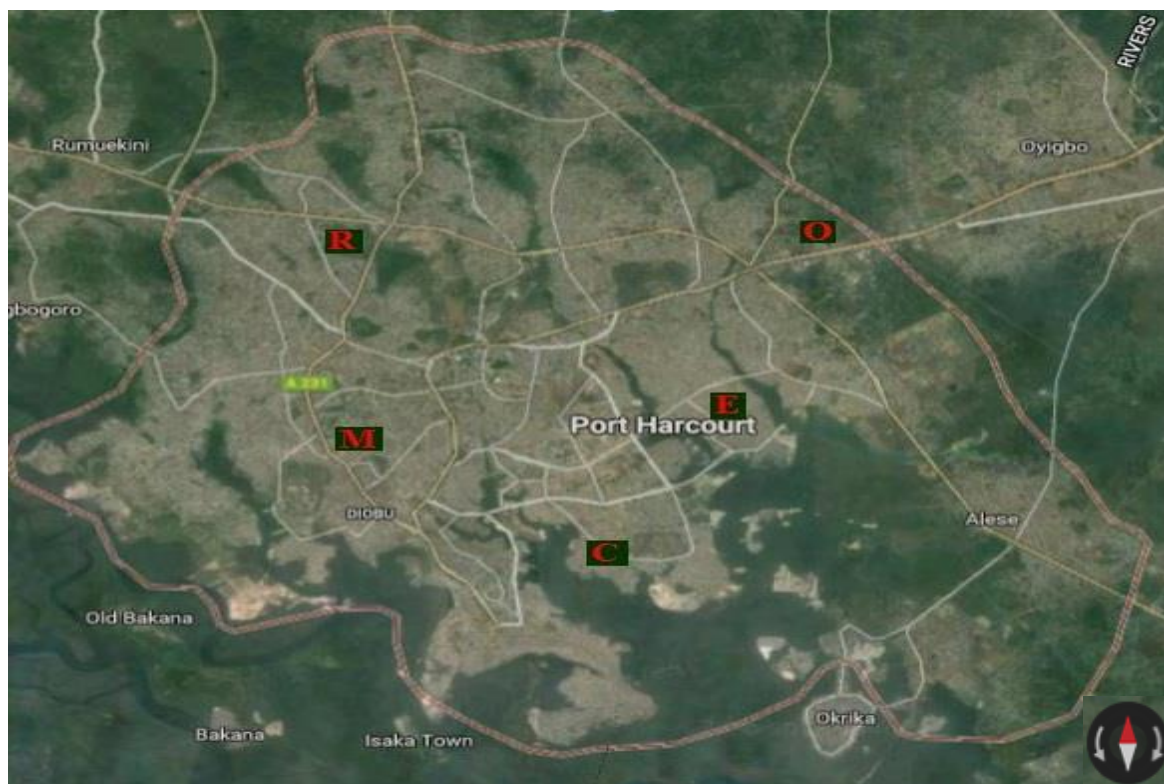 RIVERS
Rumuekini
Oyigbo
O
R
gbogoro
A 231
E
Port Harcourt
M
DIOBU
Alese
C
Old Bakana
Okrika
Bakana
Isaka Town